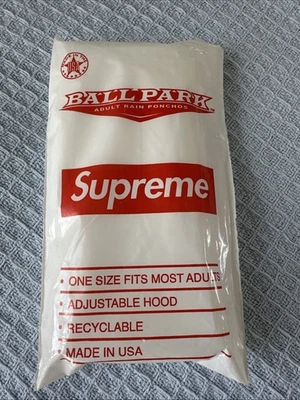 BALL PARK
ADULT RAIN PONCHOS
Supreme
• ONE SIZE FITS MOST ADULTS
• ADJUSTABLE HOOD
• RECYCLABLE
• MADE IN USA